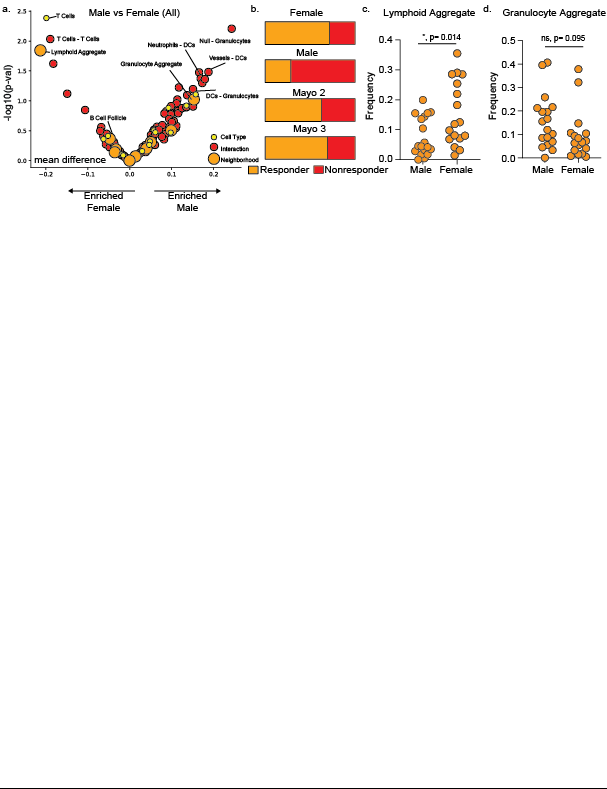 a.
Male vs Female (All)
-log10(p-val)
2.5
2.0
1.5
1.0
0.5
0.0
T Cells
T Cells - T Cells
Lymphoid Aggregate
Neutrophils - DCs
Null - Granulocytes
Vessels - DCs
Granulocyte Aggregate
DCs - Granulocytes
B Cell Follicle
Cell Type
Interaction
Neighborhood
mean difference
−0.2
−0.1
0.0
0.1
0.2
Enriched
Female
Enriched
Male
b.
Female
Male
Mayo 2
Mayo 3
Responder
Nonresponder
c.
Lymphoid Aggregate
*, p= 0.014
Frequency
0.4
0.3
0.2
0.1
0.0
Male
Female
d.
Granulocyte Aggregate
ns, p= 0.095
Frequency
0.5
0.4
0.3
0.2
0.1
0.0
Male
Female